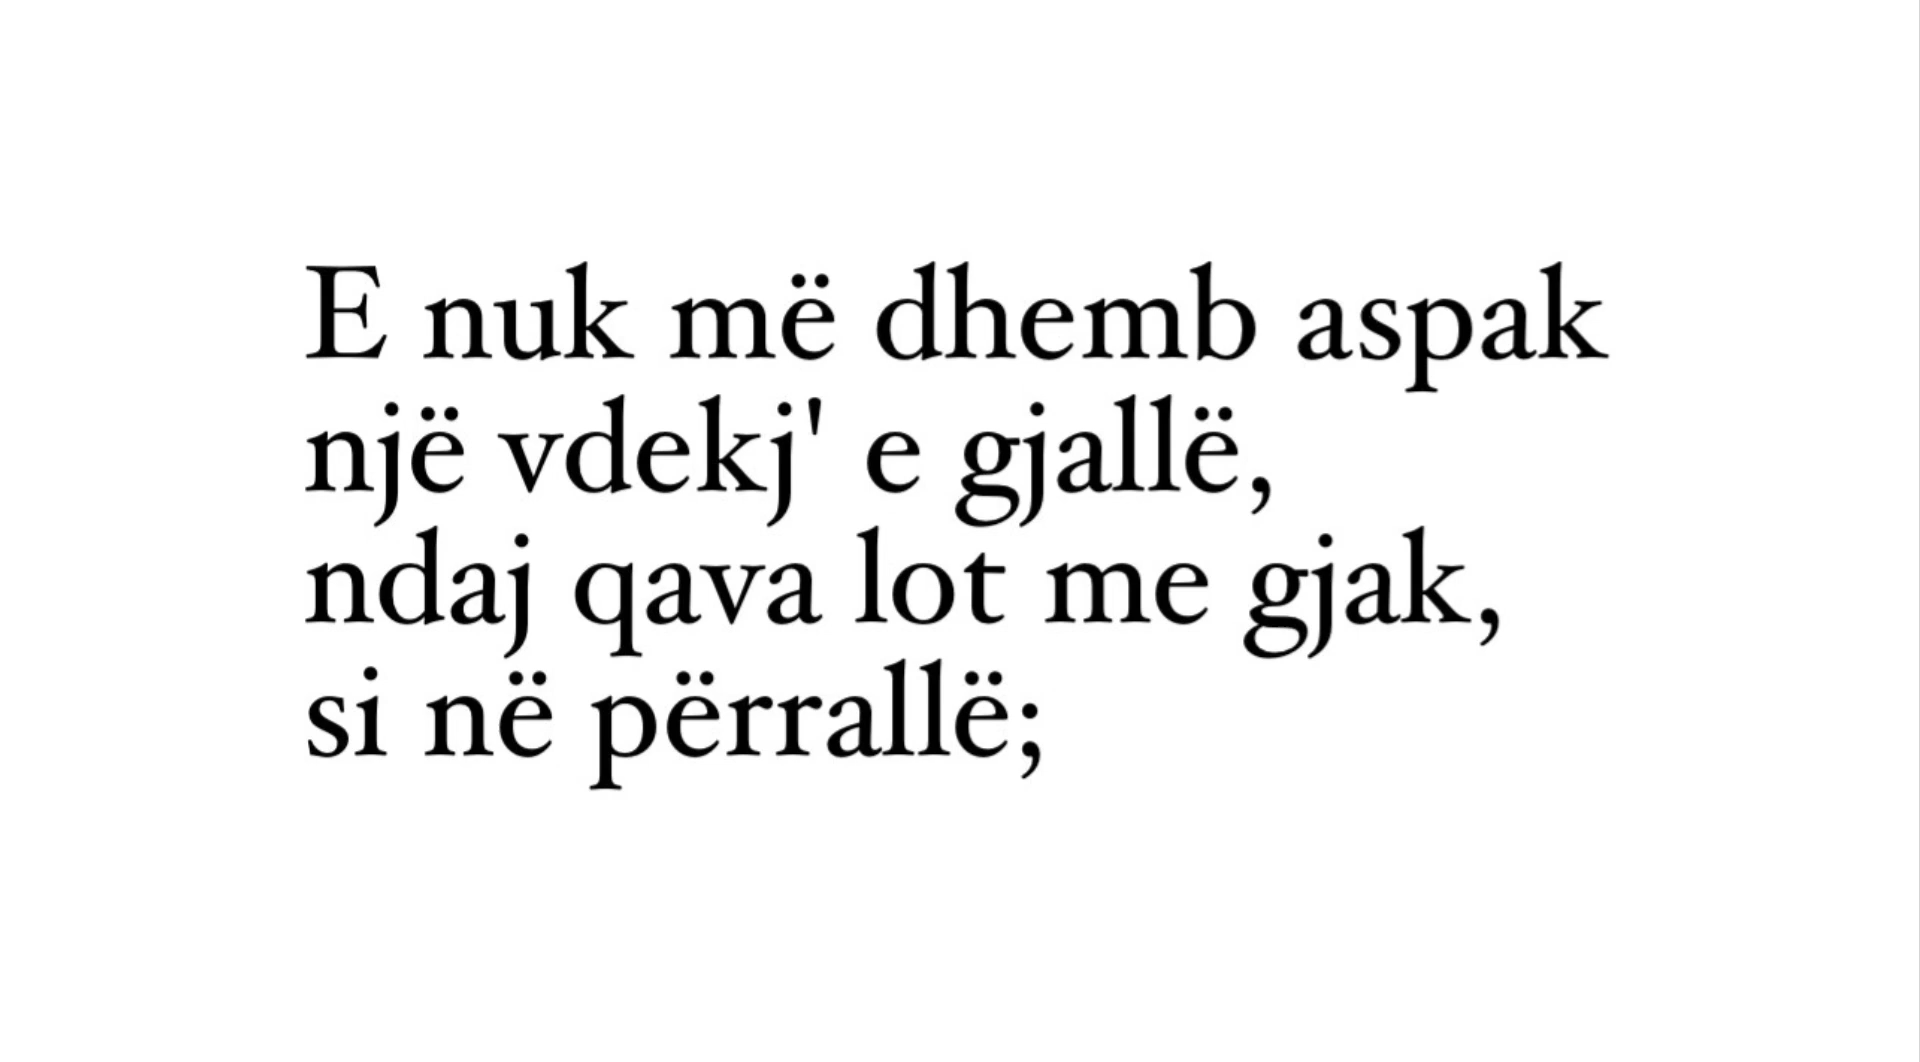 E nuk më dhemb aspak
një vdekj' e gjallë,
ndaj qava lot me gjak,
si në përrallë;